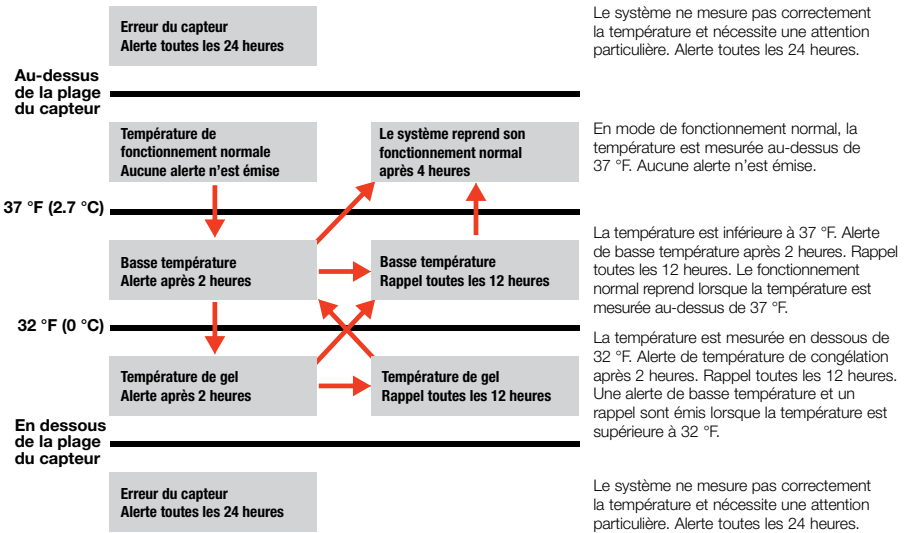 Erreur du capteur
Alerte toutes les 24 heures
Le système ne mesure pas correctement
la température et nécessite une attention
particulière. Alerte toutes les 24 heures.
Au-dessus
de la plage
du capteur
Température de
fonctionnement normale
Aucune alerte n'est émise
Le système reprend son
fonctionnement normal
après 4 heures
En mode de fonctionnement normal, la
température est mesurée au-dessus de
37 °F. Aucune alerte n'est émise.
37 °F (2.7 °C)
Basse température
Alerte après 2 heures
Basse température
Rappel toutes les 12 heures
La température est inférieure à 37 °F. Alerte
de basse température après 2 heures. Rappel
toutes les 12 heures. Le fonctionnement
normal reprend lorsque la température est
mesurée au-dessus de 37 °F.
32 °F (0 °C)
Température de gel
Alerte après 2 heures
Température de gel
Rappel toutes les 12 heures
La température est mesurée en dessous de
32 °F. Alerte de température de congélation
après 2 heures. Rappel toutes les 12 heures.
Une alerte de basse température et un
rappel sont émis lorsque la température est
supérieure à 32 °F.
En dessous
de la plage
du capteur
Erreur du capteur
Alerte toutes les 24 heures
Le système ne mesure pas correctement
la température et nécessite une attention
particulière. Alerte toutes les 24 heures.